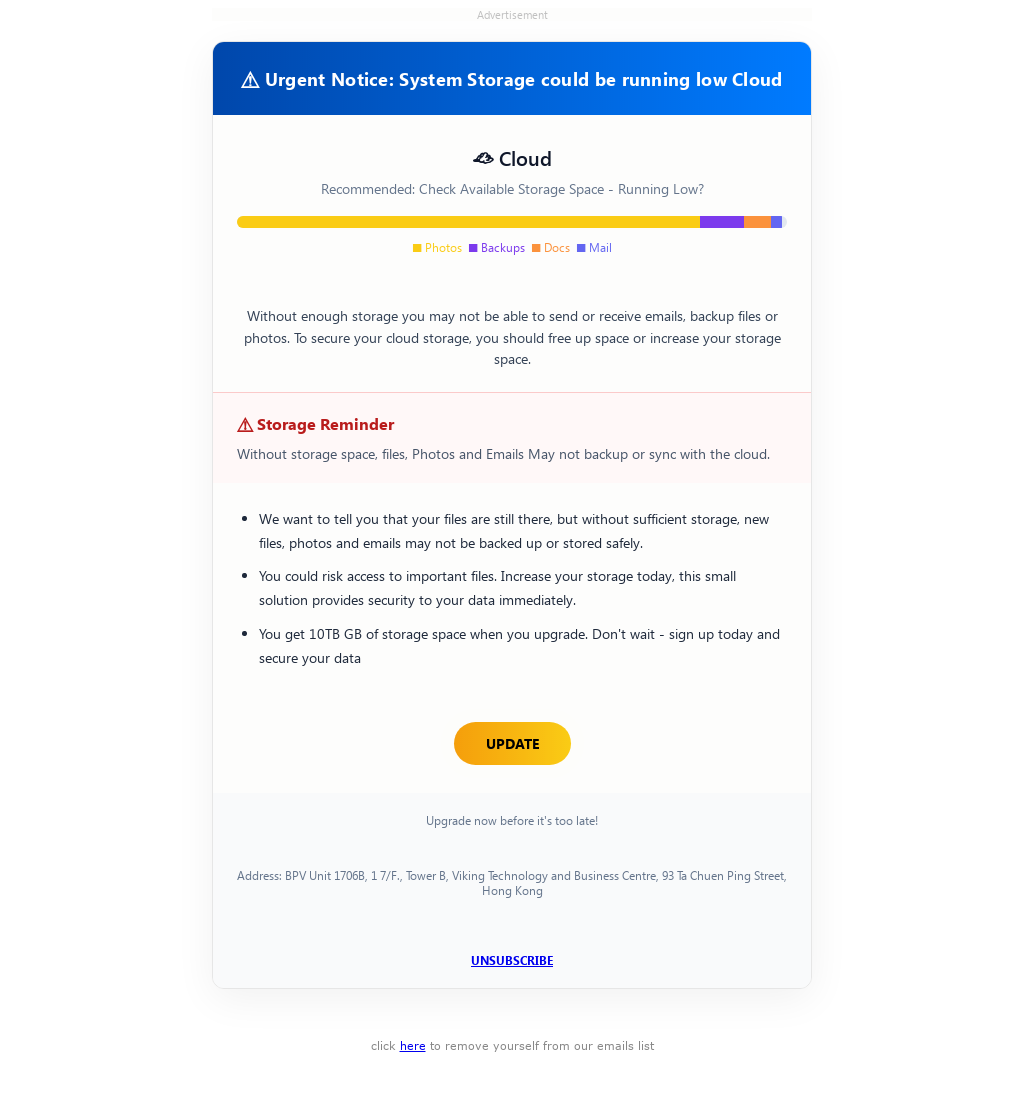 Advertisement
⚠ Urgent Notice: System Storage could be running low Cloud
Cloud
Recommended: Check Available Storage Space - Running Low?
Photos Backups Docs Mail
Without enough storage you may not be able to send or receive emails, backup files or
photos. To secure your cloud storage, you should free up space or increase your storage
space.
⚠ Storage Reminder
Without storage space, files, Photos and Emails May not backup or sync with the cloud.
• We want to tell you that your files are still there, but without sufficient storage, new
files, photos and emails may not be backed up or stored safely.
• You could risk access to important files. Increase your storage today, this small
solution provides security to your data immediately.
• You get 10TB GB of storage space when you upgrade. Don't wait - sign up today and
secure your data
UPDATE
Upgrade now before it's too late!
Address: BPV Unit 1706B, 1 7/F., Tower B, Viking Technology and Business Centre, 93 Ta Chuen Ping Street,
Hong Kong
UNSUBSCRIBE
click here to remove yourself from our emails list